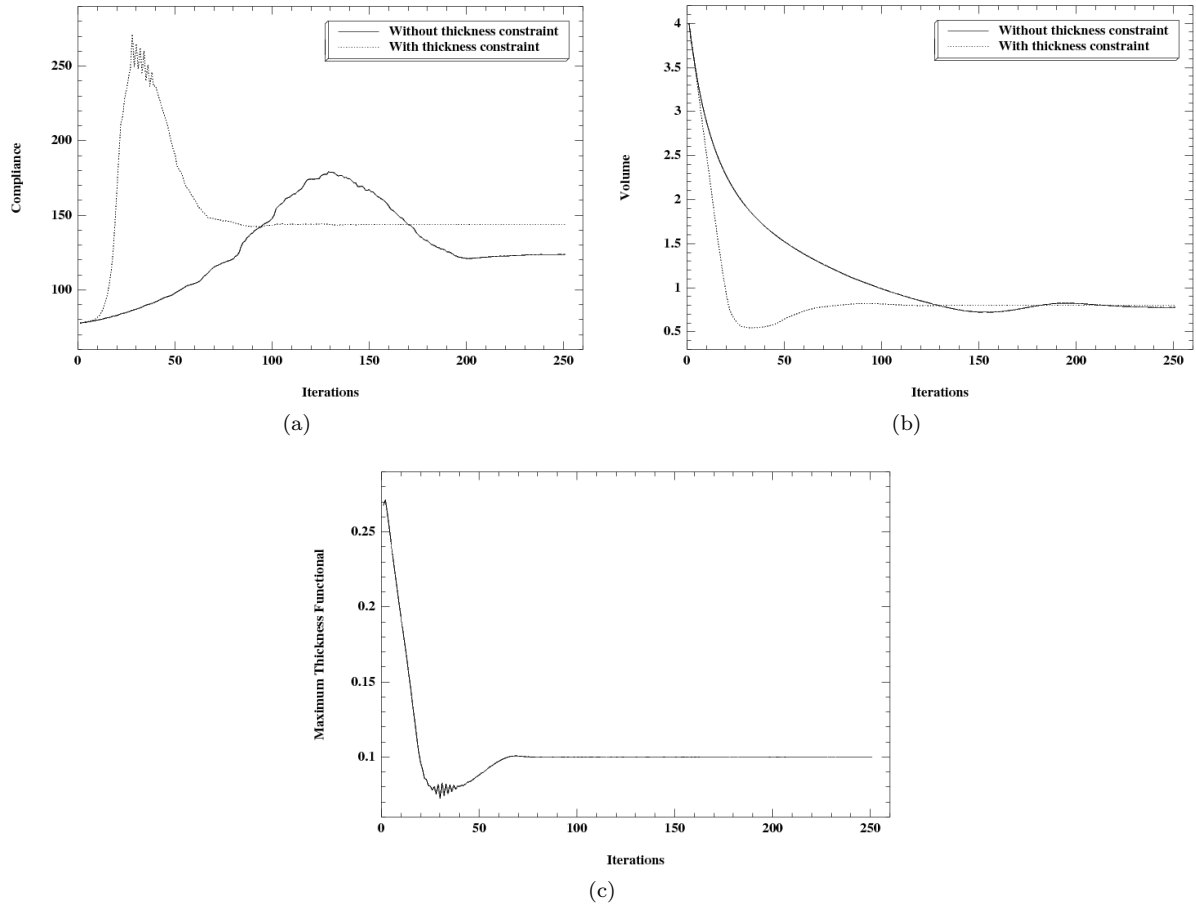 Without thickness constraint
With thickness constraint
250
200
150
100
Compliance
0 50 100 150 200 250
Iterations
(a)
Without thickness constraint
With thickness constraint
4
3.5
3
2.5
2
1.5
1
0.5
Volume
0 50 100 150 200 250
Iterations
(b)
0.25
0.2
0.15
0.1
Maximum Thickness Functional
0 50 100 150 200 250
Iterations
(c)